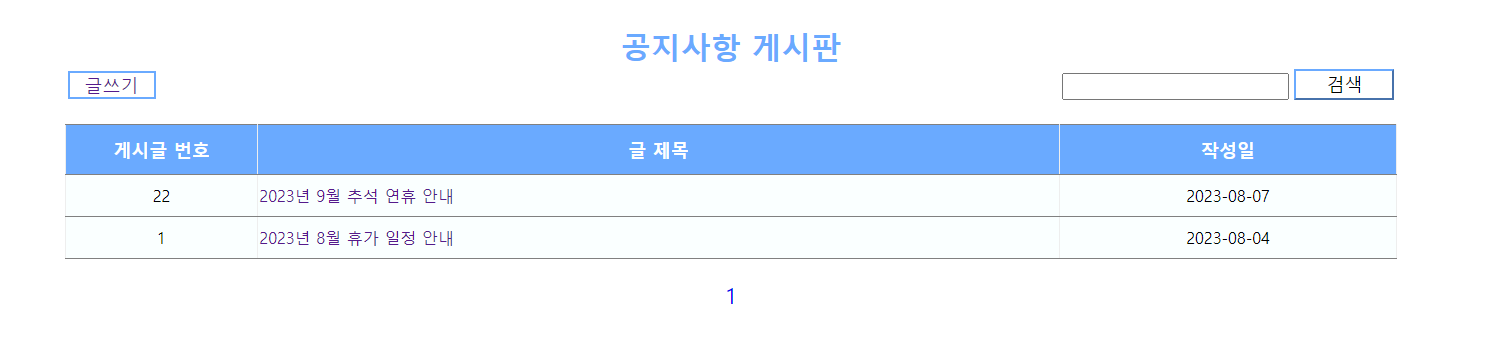 공지사항 게시판
글쓰기 검색
게시글 번호 글 제목 작성일
22 2023년 9월 추석 연휴 안내 2023-08-07
1 2023년 8월 휴가 일정 안내 2023-08-04
1